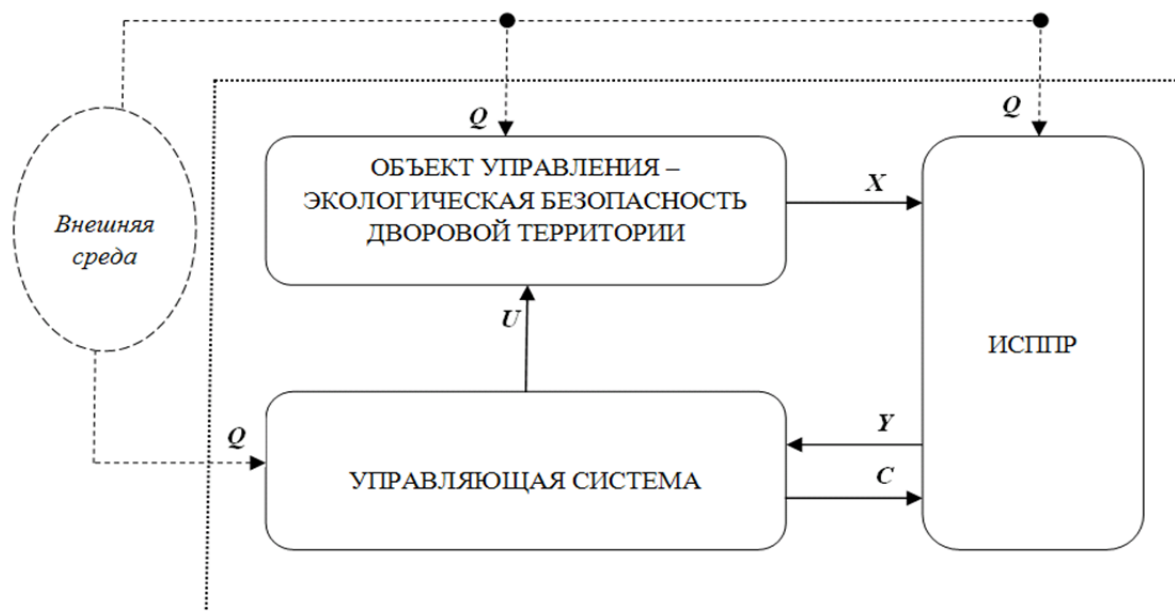 Q
Q
ОБЪЕКТ УПРАВЛЕНИЯ –
ЭКОЛОГИЧЕСКАЯ БЕЗОПАСНОСТЬ
ДВОРОВОЙ ТЕРРИТОРИИ
X
Внешняя
среда
U
ИСППР
Q
Y
УПРАВЛЯЮЩАЯ СИСТЕМА
C